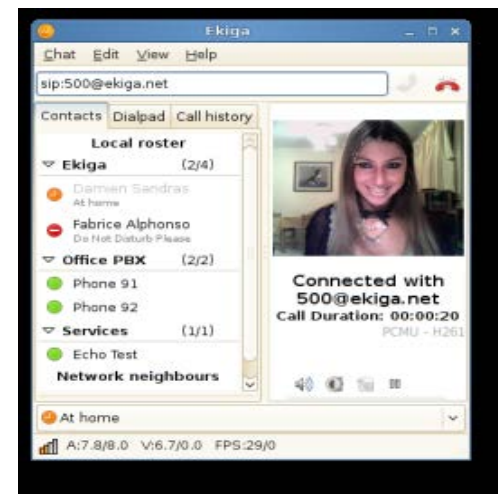 Ekiga
Chat Edit View Help
sip:500@ekiga.net
Contacts Dialpad Call history
Local roster
Ekiga (2/4)
Damien Sandras
At home
Fabrice Alphonso
Do Not Disturb Please
Office PBX (2/2)
Phone 91
Phone 92
Services (1/1)
Echo Test
Network neighbours
Connected with
500@ekiga.net
Call Duration: 00:00:20
PCMU - H261
At home
A:7.8/8.0 V:6.7/0.0 FPS:29/0